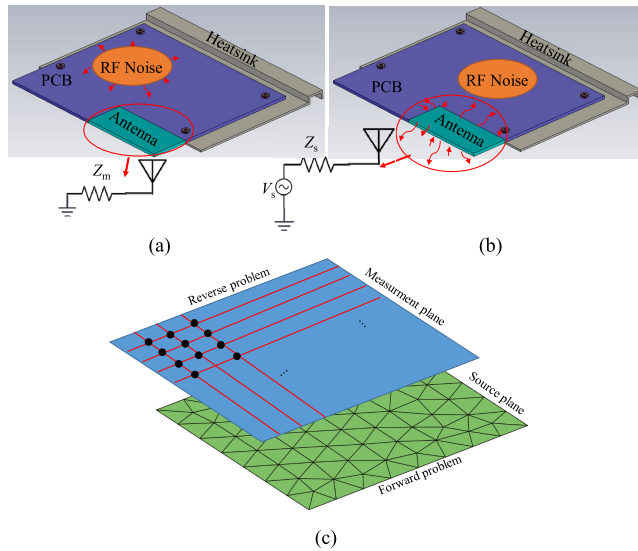 Heatsink
RF Noise
PCB
Antenna
Zm
(a)
Heatsink
RF Noise
PCB
Antenna
Zs
Vs
(b)
Reverse problem
Measurment plane
...
...
Source plane
Forward problem
(c)